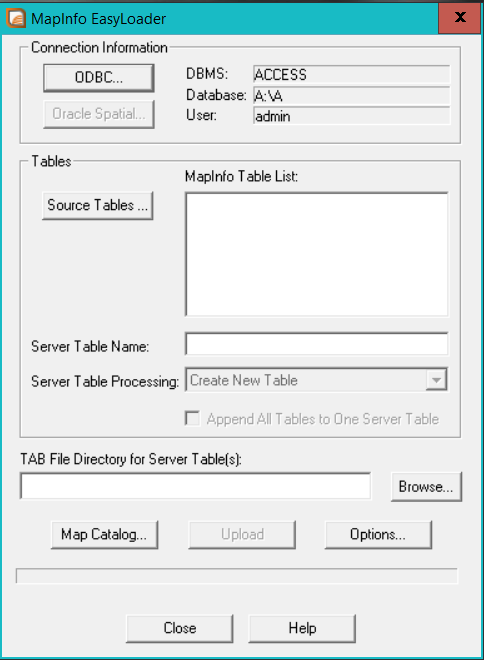 MapInfo EasyLoader
x
Connection Information
ODBC...
DBMS: ACCESS
Oracle Spatial...
Database: A:\A
User: admin
Tables
MapInfo Table List:
Source Tables ...
Server Table Name:
Server Table Processing: Create New Table
Append All Tables to One Server Table
TAB File Directory for Server Table(s):
Browse...
Map Catalog... Upload Options...
Close Help